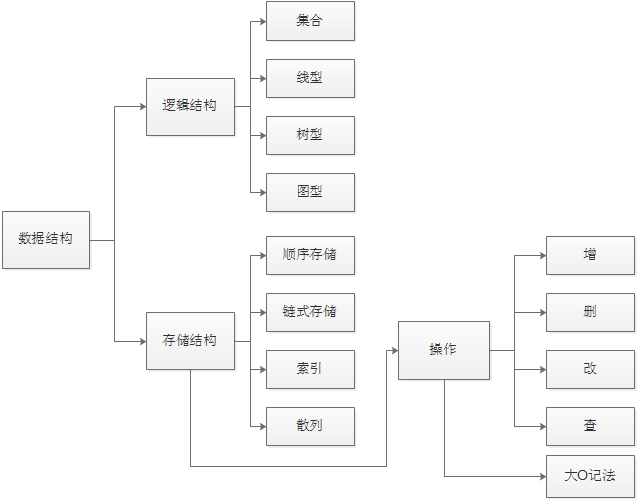 数据结构
逻辑结构
集合
线型
树型
图型
存储结构
顺序存储
链式存储
索引
散列
操作
增
删
改
查
大O记法